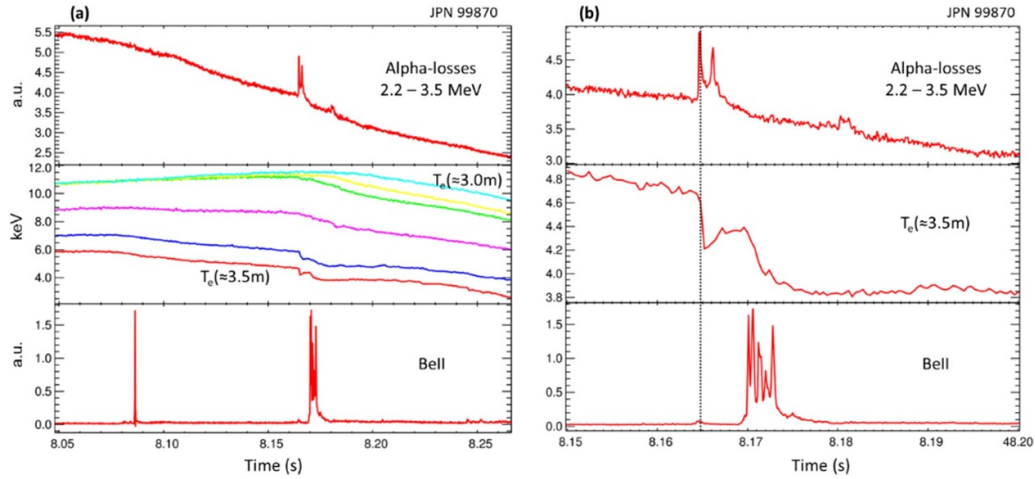 (a)
JPN 99870
a.u.
5.5
5.0
4.5
4.0
3.5
3.0
2.5
Alpha-losses
2.2 – 3.5 MeV
keV
12.0
10.0
8.0
6.0
4.0
Te(≈3.0m)
Te(≈3.5m)
a.u.
1.5
1.0
0.5
0.0
BeII
8.05
8.10
8.15
8.20
8.25
Time (s)
(b)
JPN 99870
4.5
4.0
3.5
3.0
Alpha-losses
2.2 – 3.5 MeV
4.8
4.6
4.4
4.2
4.0
3.8
Te(≈3.5m)
1.5
1.0
0.5
0.0
BeII
8.15
8.16
8.17
8.18
8.19
48.20
Time (s)